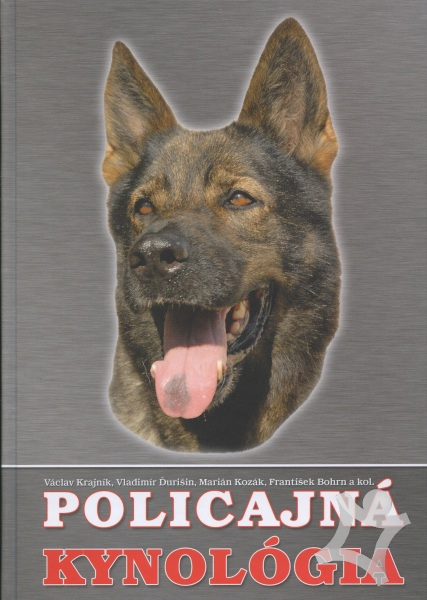 Václav Krajník, Vladimír Ďurišin, Marián Kozák, František Bohrn a kol.
POLICAJNÁ
KYNOLÓGIA